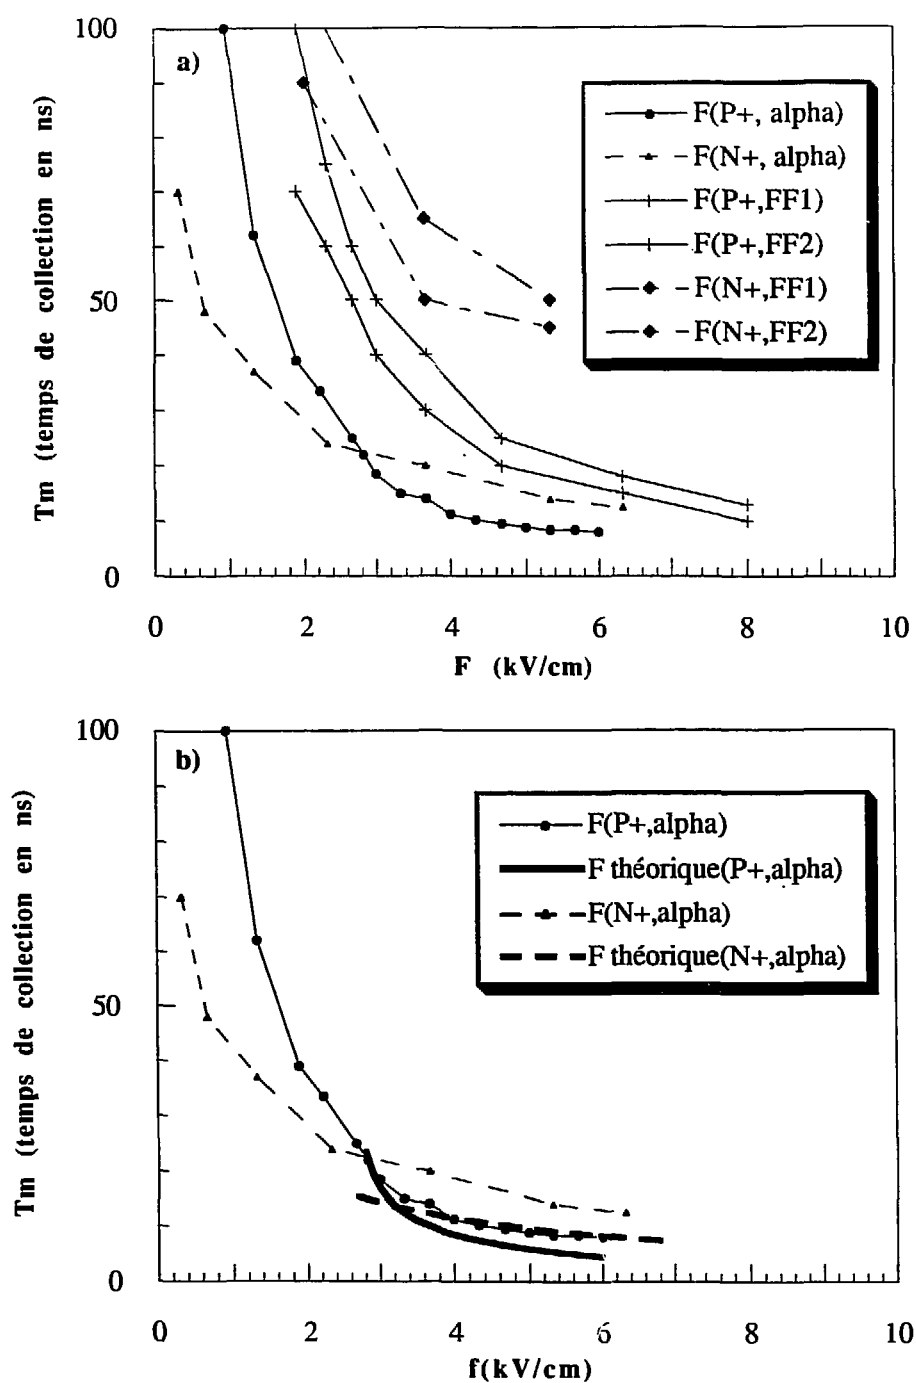 100
a)
F(P+, alpha)
F(N+, alpha)
F(P+,FF1)
F(P+,FF2)
F(N+,FF1)
F(N+,FF2)
50
0
Tm (temps de collection en ns)
0 2 4 6 8 10
F (kV/cm)
100
b)
F(P+,alpha)
F théorique(P+,alpha)
F(N+,alpha)
F théorique(N+,alpha)
50
0
Tm (temps de collection en ns)
0 2 4 6 8 10
f(kV/cm)